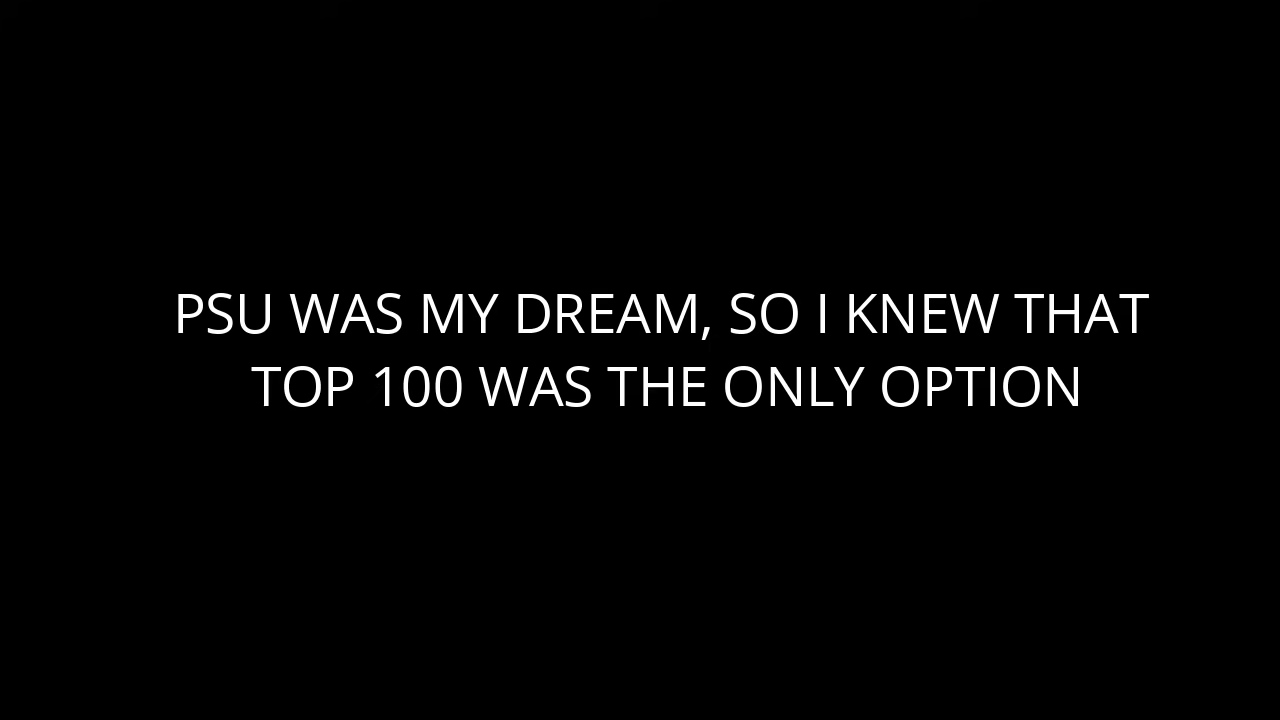 PSU WAS MY DREAM, SO I KNEW THAT
TOP 100 WAS THE ONLY OPTION